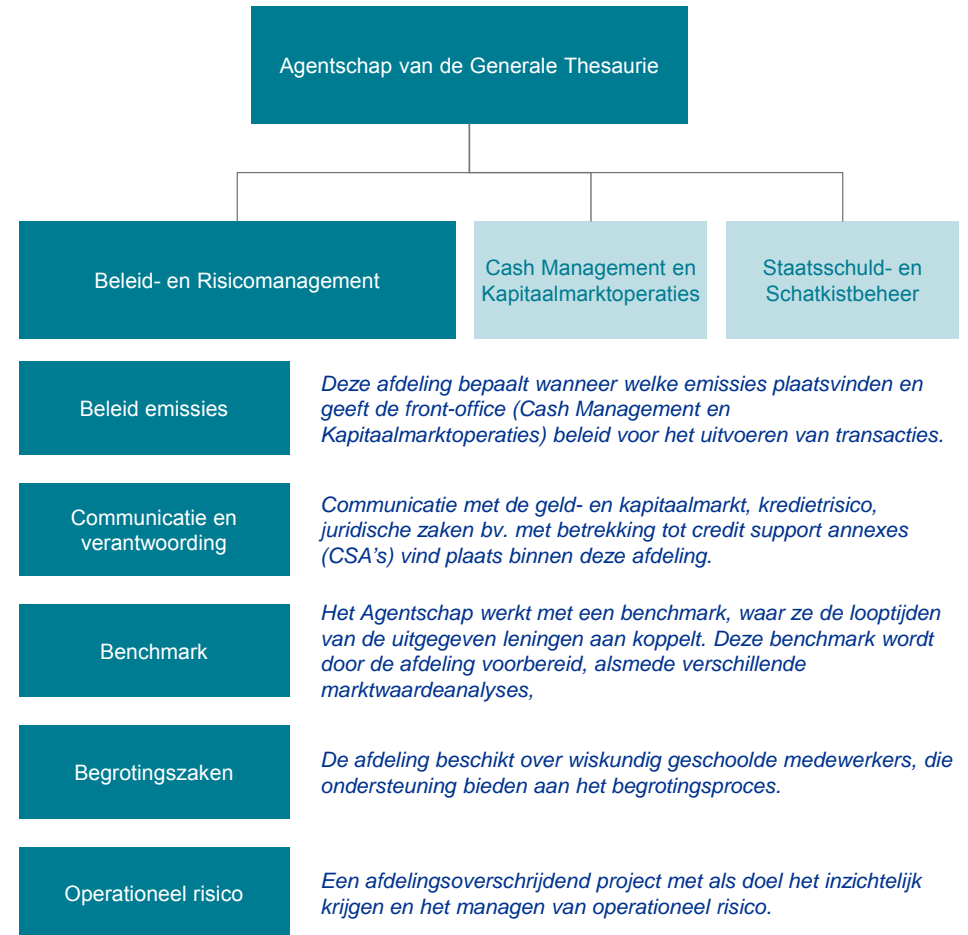 Agentschap van de Generale Thesaurie
Beleid- en Risicomanagement
Cash Management en
Kapitaalmarktoperaties
Staatsschuld- en
Schatkistbeheer
Beleid emissies
Deze afdeling bepaalt wanneer welke emissies plaatsvinden en
geeft de front-office (Cash Management en
Kapitaalmarktoperaties) beleid voor het uitvoeren van transacties.
Communicatie en
verantwoording
Communicatie met de geld- en kapitaalmarkt, kredietrisico,
juridische zaken bv. met betrekking tot credit support annexes
(CSA's) vind plaats binnen deze afdeling.
Benchmark
Het Agentschap werkt met een benchmark, waar ze de looptijden
van de uitgegeven leningen aan koppelt. Deze benchmark wordt
door de afdeling voorbereid, alsmede verschillende
marktwaardeanalyses,
Begrotingszaken
De afdeling beschikt over wiskundig geschoolde medewerkers, die
ondersteuning bieden aan het begrotingsproces.
Operationeel risico
Een afdelingsoverschrijdend project met als doel het inzichtelijk
krijgen en het managen van operationeel risico.